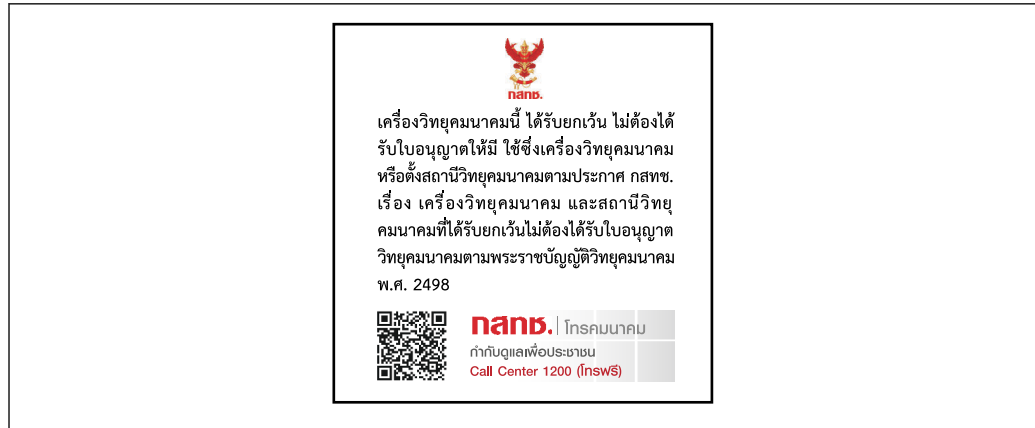 กสทช.
เครื่องวิทยุคมนาคมนี้ ได้รับยกเว้น ไม่ต้องได้
รับใบอนุญาตให้มี ใช้ซึ่งเครื่องวิทยุคมนาคม
หรือตั้งสถานีวิทยุคมนาคมตามประกาศ กสทช.
เรื่อง เครื่องวิทยุคมนาคม และสถานีวิทยุ
คมนาคมที่ได้รับยกเว้นไม่ต้องได้รับใบอนุญาต
วิทยุคมนาคมตามพระราชบัญญัติวิทยุคมนาคม
พ.ศ. 2498
กสทช. | โทรคมนาคม
กำกับดูแลเพื่อประชาชน
Call Center 1200 (โทรฟรี)